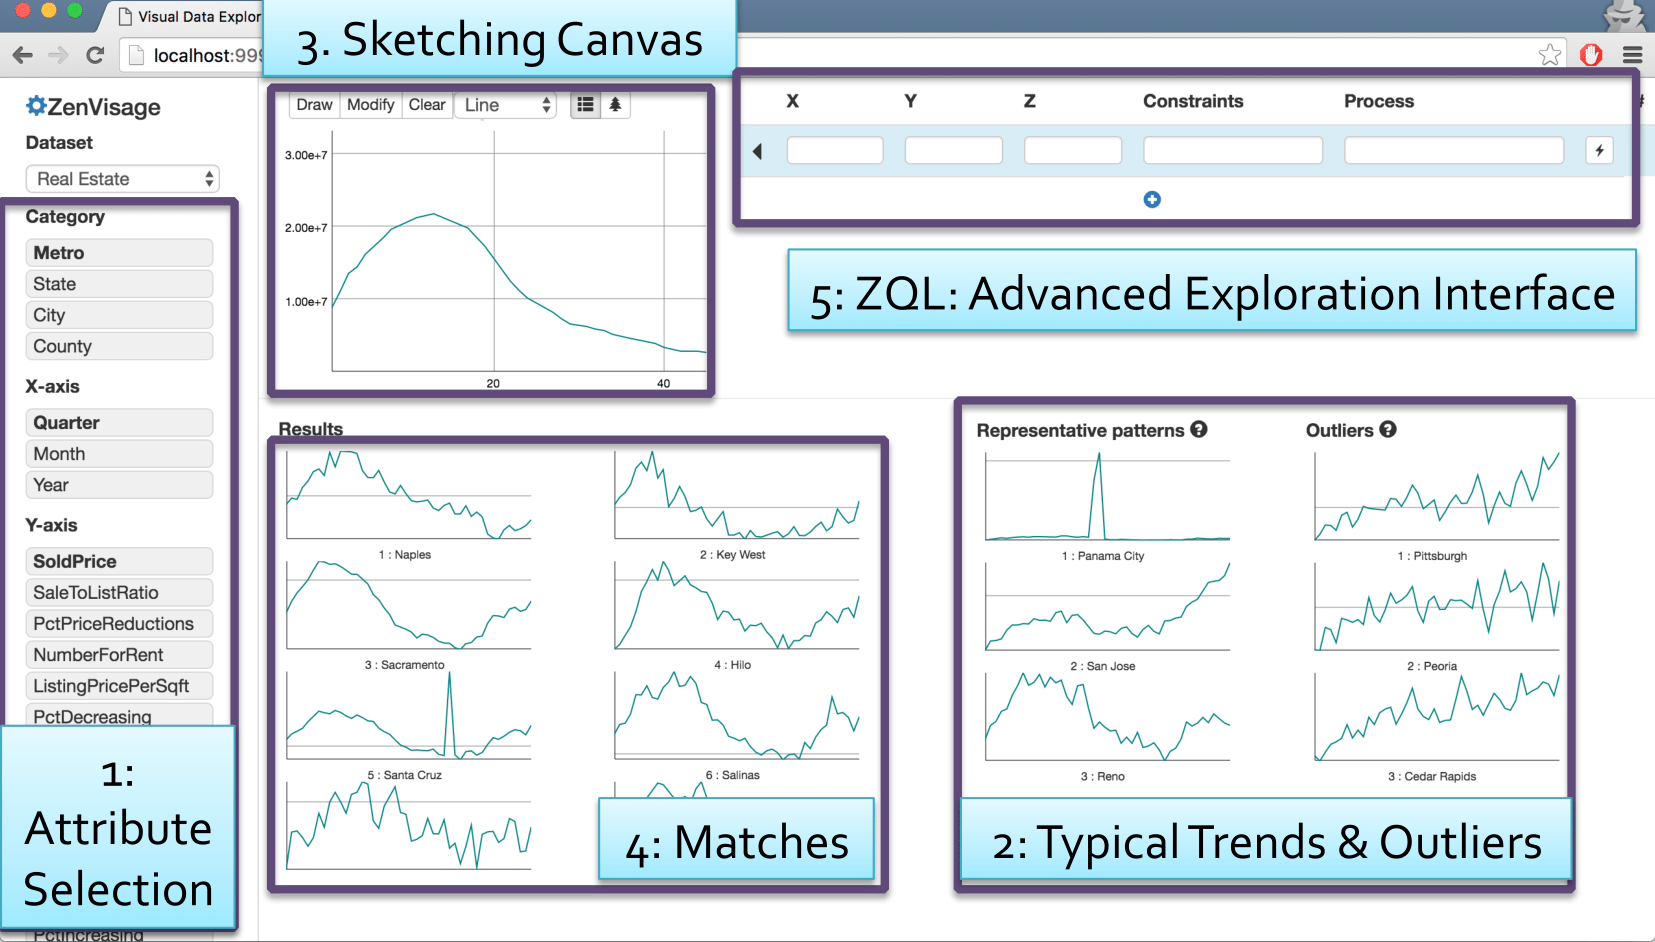 Visual Data Explor
localhost:999
3. Sketching Canvas
ZenVisage
Dataset
Real Estate
Category
Metro
State
City
County
X-axis
Quarter
Month
Year
Y-axis
SoldPrice
SaleToListRatio
PctPriceReductions
NumberForRent
ListingPricePerSqft
PctDecreasing
1:
Attribute
Selection
PctIncreasing
Draw Modify Clear Line
3.00e+7
2.00e+7
1.00e+7
20 40
X Y Z Constraints Process #
5: ZQL: Advanced Exploration Interface
Results
1 : Naples
2 : Key West
3 : Sacramento
4 : Hilo
5 : Santa Cruz
6 : Salinas
4: Matches
Representative patterns ?
Outliers ?
1 : Panama City
1 : Pittsburgh
2 : San Jose
2 : Peoria
3 : Reno
3 : Cedar Rapids
2: Typical Trends & Outliers